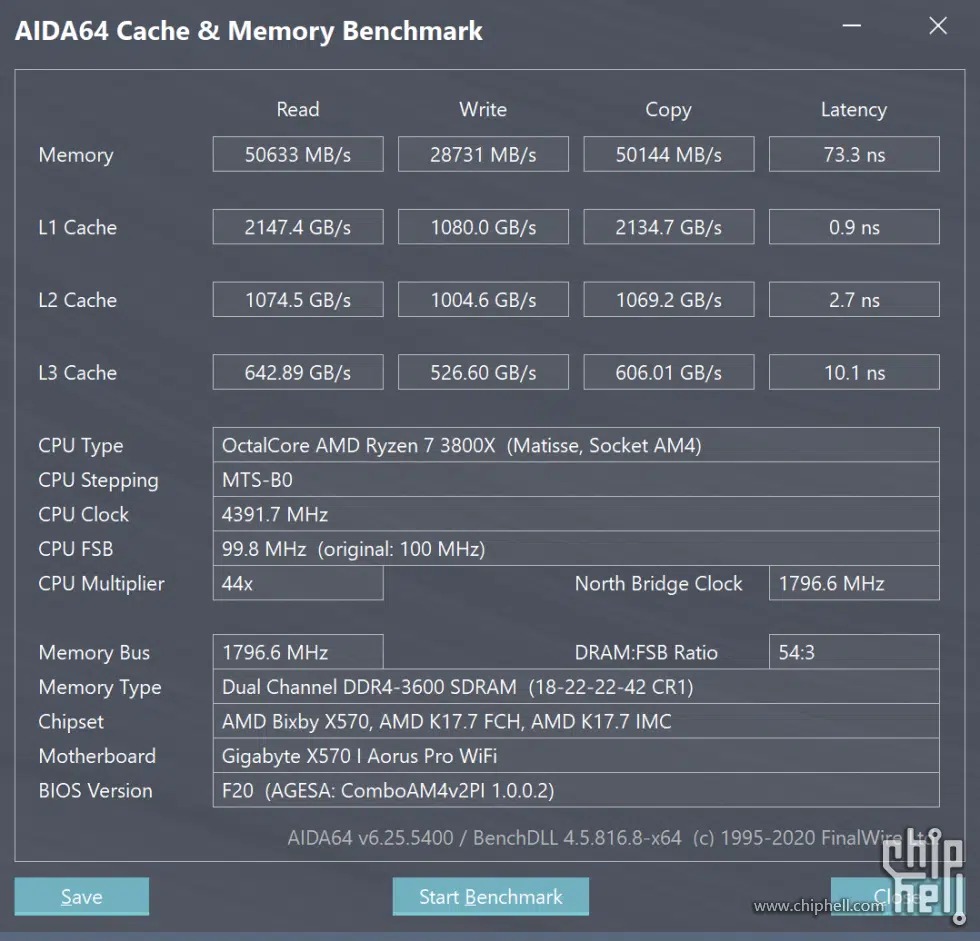 AIDA64 Cache & Memory Benchmark
Read Write Copy Latency
Memory 50633 MB/s 28731 MB/s 50144 MB/s 73.3 ns
L1 Cache 2147.4 GB/s 1080.0 GB/s 2134.7 GB/s 0.9 ns
L2 Cache 1074.5 GB/s 1004.6 GB/s 1069.2 GB/s 2.7 ns
L3 Cache 642.89 GB/s 526.60 GB/s 606.01 GB/s 10.1 ns
CPU Type OctalCore AMD Ryzen 7 3800X (Matisse, Socket AM4)
CPU Stepping MTS-B0
CPU Clock 4391.7 MHz
CPU FSB 99.8 MHz (original: 100 MHz)
CPU Multiplier 44x North Bridge Clock 1796.6 MHz
Memory Bus 1796.6 MHz DRAM:FSB Ratio 54:3
Memory Type Dual Channel DDR4-3600 SDRAM (18-22-22-42 CR1)
Chipset AMD Bixby X570, AMD K17.7 FCH, AMD K17.7 IMC
Motherboard Gigabyte X570 I Aorus Pro WiFi
BIOS Version F20 (AGESA: ComboAM4v2PI 1.0.0.2)
AIDA64 v6.25.5400 / BenchDLL 4.5.816.8-x64 (c) 1995-2020 FinalWire Ltd.
Save Start Benchmark Close
www.chiphell.com
chip
hell